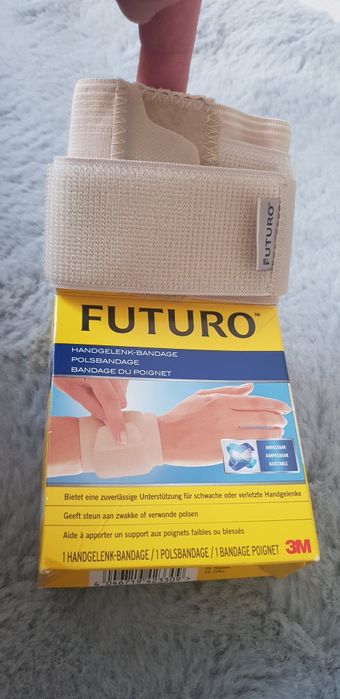 FUTURO
FUTURO™
HANDGELENK-BANDAGE
POLSBANDAGE
BANDAGE DU POIGNET
ANPASSBAR
AANPASBAAR
AJUSTABLE
Bietet eine zuverlässige Unterstützung für schwache oder verletzte Handgelenke
Geeft steun aan zwakke of verwonde polsen
Aide à apporter un support aux poignets faibles ou blessés
1 HANDGELENK-BANDAGE / 1 POLSBANDAGE / 1 BANDAGE POIGNET 3M